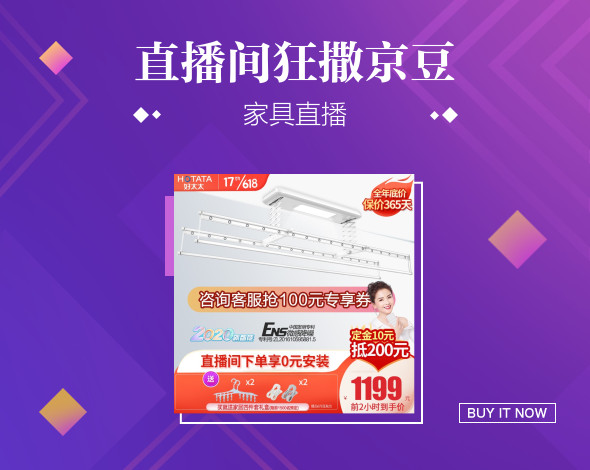 直播间狂撒京豆
家具直播
HOTATA
好太太
17TH/618
全年底价
保价365天
咨询客服抢100元专享券
2020
ENS
定金10元
抵200元
直播间下单享0元安装
送
x2
x2
¥1199
前2小时到手价
BUY IT NOW